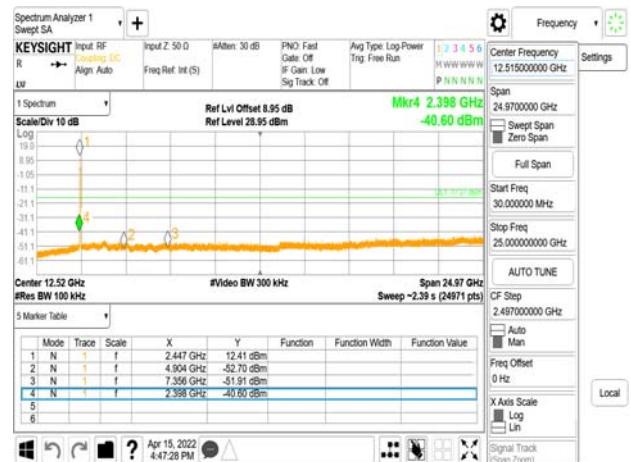 Spectrum Analyzer 1
Swept SA
Frequency
KEYSIGHT
R
LXI
Input: RF
Coupling: DC
Align: Auto
Input Z: 50 Ω
Freq Ref: Int (S)
#Atten: 30 dB
PNO: Fast
Gate: Off
IF Gain: Low
Sig Track: Off
Avg Type: Log-Power
Trig: Free Run
1 2 3 4 5 6
M W W W W W
P N N N N N
1 Spectrum
Scale/Div 10 dB
Ref Lvl Offset 8.95 dB
Ref Level 28.95 dBm
Mkr4 2.398 GHz
-40.60 dBm
Log
19.0
8.95
-1.05
-11.1
-21.1
-31.1
-41.1
-51.1
-61.1
1
4
2
3
Center 12.52 GHz
#Res BW 100 kHz
#Video BW 300 kHz
Span 24.97 GHz
Sweep ~2.39 s (24971 pts)
5 Marker Table
Mode Trace Scale X Y Function Function Width Function Value
1 N 1 f 2.447 GHz 12.41 dBm
2 N 1 f 4.904 GHz -52.70 dBm
3 N 1 f 7.356 GHz -51.91 dBm
4 N 1 f 2.398 GHz -40.60 dBm
5
6
?
Apr 15, 2022
4:47:28 PM
Center Frequency
12.515000000 GHz
Settings
Span
24.9700000 GHz
Swept Span
Zero Span
Full Span
Start Freq
30.000000 MHz
Stop Freq
25.000000000 GHz
AUTO TUNE
CF Step
2.497000000 GHz
Auto
Man
Freq Offset
0 Hz
Local
X Axis Scale
Log
Lin
Signal Track
(Span Zoom)